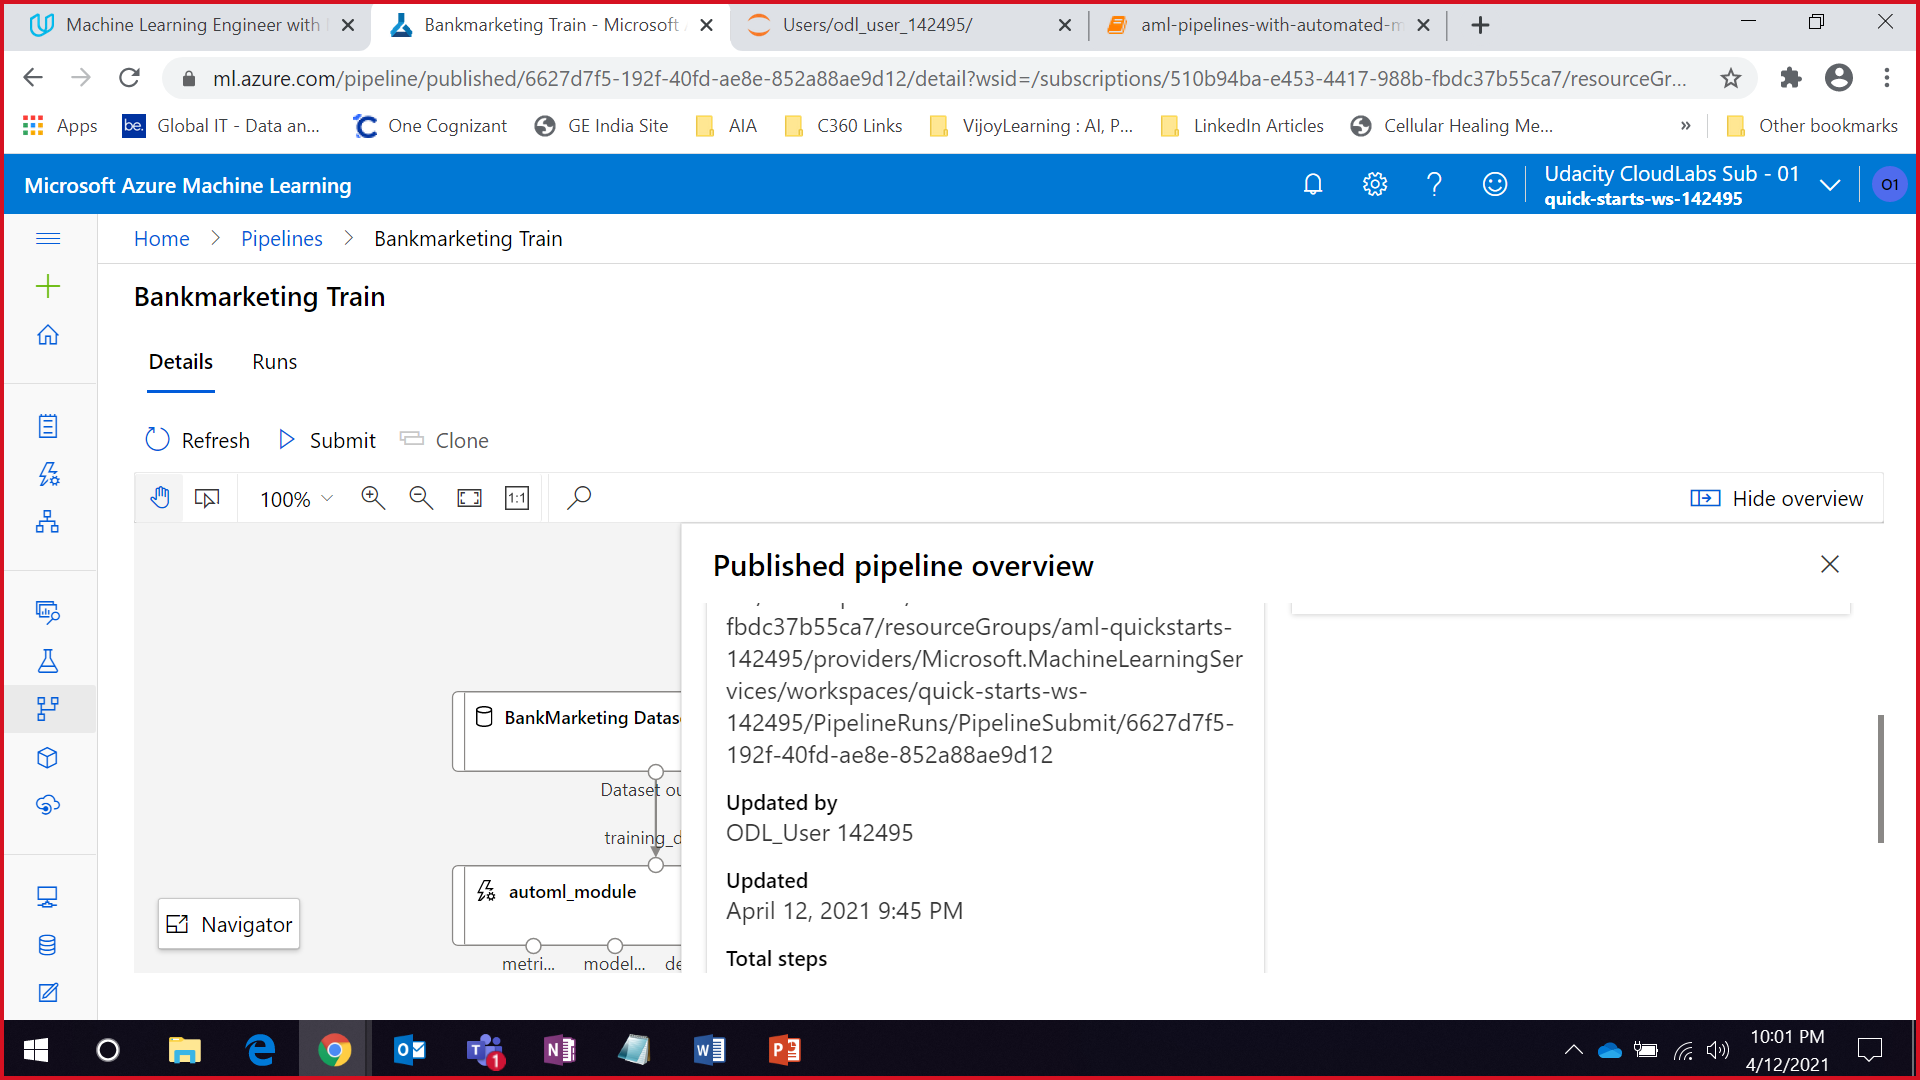 Machine Learning Engineer with
Bankmarketing Train - Microsoft
Users/odl_user_142495/
aml-pipelines-with-automated-m
ml.azure.com/pipeline/published/6627d7f5-192f-40fd-ae8e-852a88ae9d12/detail?wsid=/subscriptions/510b94ba-e453-4417-988b-fbdc37b55ca7/resourceGr...
Apps
be.
Global IT - Data an...
One Cognizant
GE India Site
AIA
C360 Links
VijoyLearning : AI, P...
LinkedIn Articles
Cellular Healing Me...
»
Other bookmarks
Microsoft Azure Machine Learning
Udacity CloudLabs Sub - 01
quick-starts-ws-142495
O1
Home > Pipelines > Bankmarketing Train
Bankmarketing Train
Details
Runs
Refresh
Submit
Clone
100%
1:1
Hide overview
Published pipeline overview
fbdc37b55ca7/resourceGroups/aml-quickstarts-
142495/providers/Microsoft.MachineLearningSer
vices/workspaces/quick-starts-ws-
142495/PipelineRuns/PipelineSubmit/6627d7f5-
192f-40fd-ae8e-852a88ae9d12
Updated by
ODL_User 142495
Updated
April 12, 2021 9:45 PM
Total steps
BankMarketing Datas
Dataset ou
training_d
automl_module
metri...
model...
de
Navigator
1
10:01 PM
4/12/2021